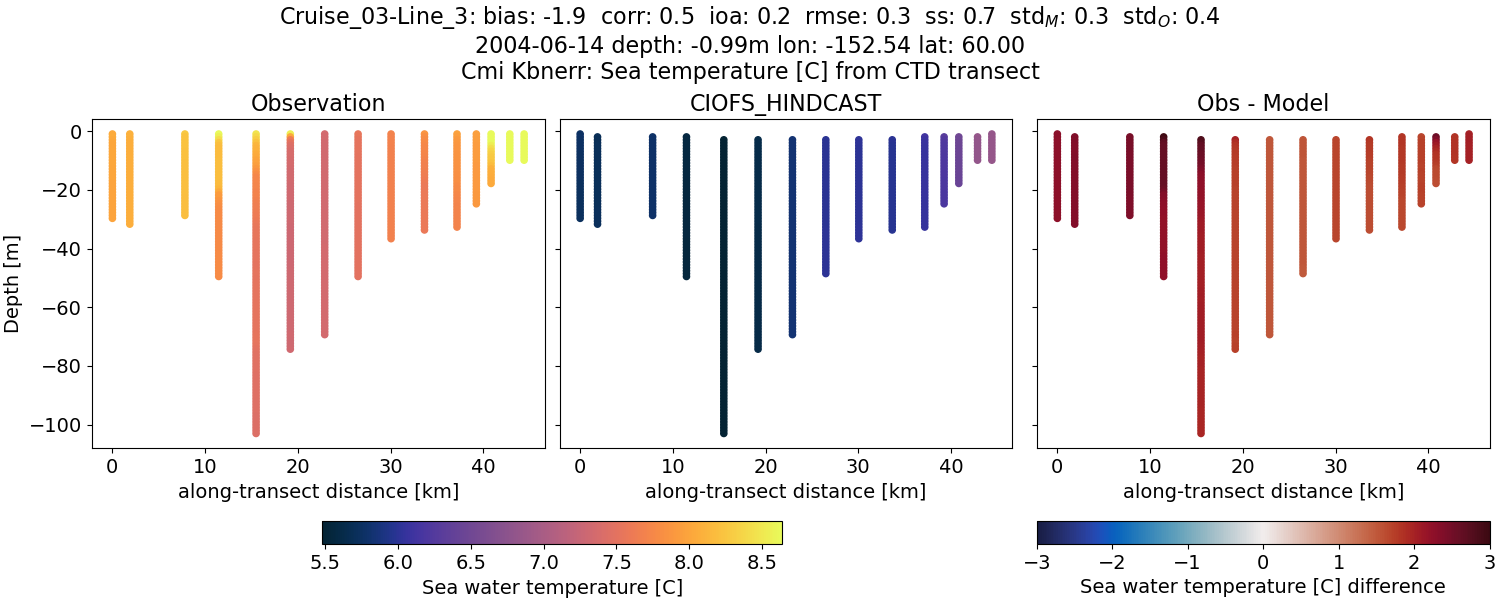 Cruise_03-Line_3: bias: -1.9  corr: 0.5  ioa: 0.2  rmse: 0.3  ss: 0.7  std_M: 0.3  std_O: 0.4
2004-06-14 depth: -0.99m lon: -152.54 lat: 60.00
Cmi Kbnerr: Sea temperature [C] from CTD transect
Observation
CIOFS_HINDCAST
Obs - Model
Depth [m]
0
−20
−40
−60
−80
−100
0 10 20 30 40
0 10 20 30 40
0 10 20 30 40
along-transect distance [km]
along-transect distance [km]
along-transect distance [km]
5.5 6.0 6.5 7.0 7.5 8.0 8.5
Sea water temperature [C]
−3 −2 −1 0 1 2 3
Sea water temperature [C] difference